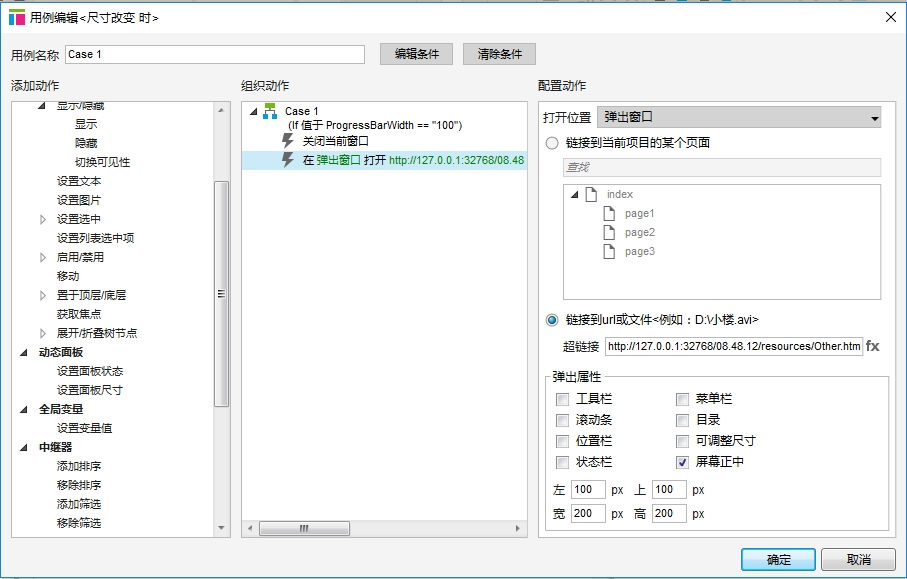 用例编辑<尺寸改变 时>
用例名称 Case 1 编辑条件 清除条件
添加动作
显示/隐藏
显示
隐藏
切换可见性
设置文本
设置图片
设置选中
设置列表选中项
启用/禁用
移动
置于顶层/底层
获取焦点
展开/折叠树节点
动态面板
设置面板状态
设置面板尺寸
全局变量
设置变量值
中继器
添加排序
移除排序
添加筛选
移除筛选
组织动作
Case 1
(If 值于 ProgressBarWidth == "100")
关闭当前窗口
在 弹出窗口 打开 http://127.0.0.1:32768/08.48
配置动作
打开位置 弹出窗口
链接到当前项目的某个页面
查找
index
page1
page2
page3
链接到url或文件<例如：D:\小楼.avi>
超链接 http://127.0.0.1:32768/08.48.12/resources/Other.htm fx
弹出属性
工具栏 菜单栏
滚动条 目录
位置栏 可调整尺寸
状态栏 屏幕正中
左 100 px 上 100 px
宽 200 px 高 200 px
确定 取消